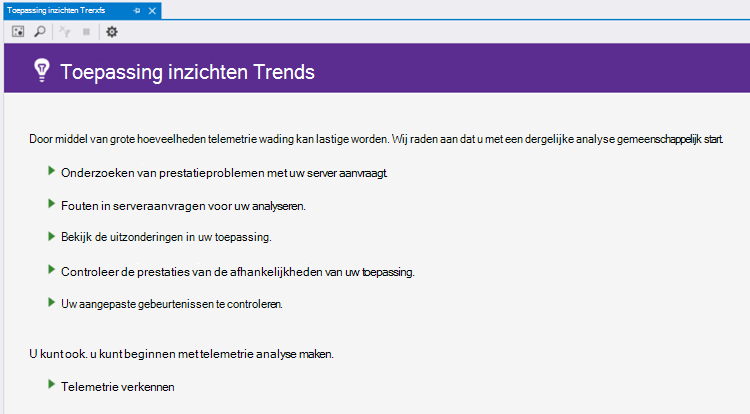 Toepassing inzichten Trerxfs
Toepassing inzichten Trends
Door middel van grote hoeveelheden telemetrie wading kan lastige worden. Wij raden aan dat u met een dergelijke analyse gemeenschappelijk start.
Onderzoeken van prestatieproblemen met uw server aanvraagt.
Fouten in serveraanvragen voor uw analyseren.
Bekijk de uitzonderingen in uw toepassing.
Controleer de prestaties van de afhankelijkheden van uw toepassing.
Uw aangepaste gebeurtenissen te controleren.
U kunt ook. u kunt beginnen met telemetrie analyse maken.
Telemetrie verkennen